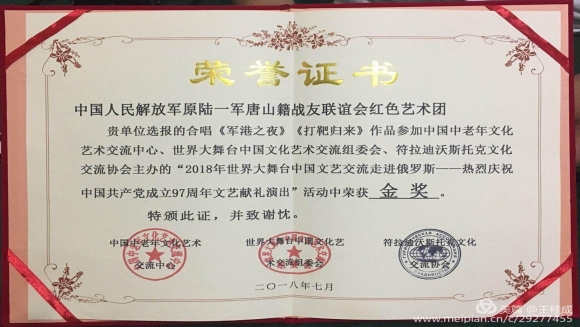 荣誉证书
中国人民解放军原陆一军唐山籍战友联谊会红色艺术团
贵单位选报的合唱《军港之夜》《打靶归来》作品参加中国中老年文化
艺术交流中心、世界大舞台中国文化艺术交流组委会、符拉迪沃斯托克文化
交流协会主办的“2018年世界大舞台中国文艺交流走进俄罗斯——热烈庆祝
中国共产党成立97周年文艺献礼演出”活动中荣获 金奖 。
特颁此证，并致谢忱。
中国中老年文化艺术
交流中心
世界大舞台中国文化艺
术交流组委会
符拉迪沃斯托克文化
交流协会
二〇一八年七月
美篇 @王桂成
www.meipian.cn/c/29277455